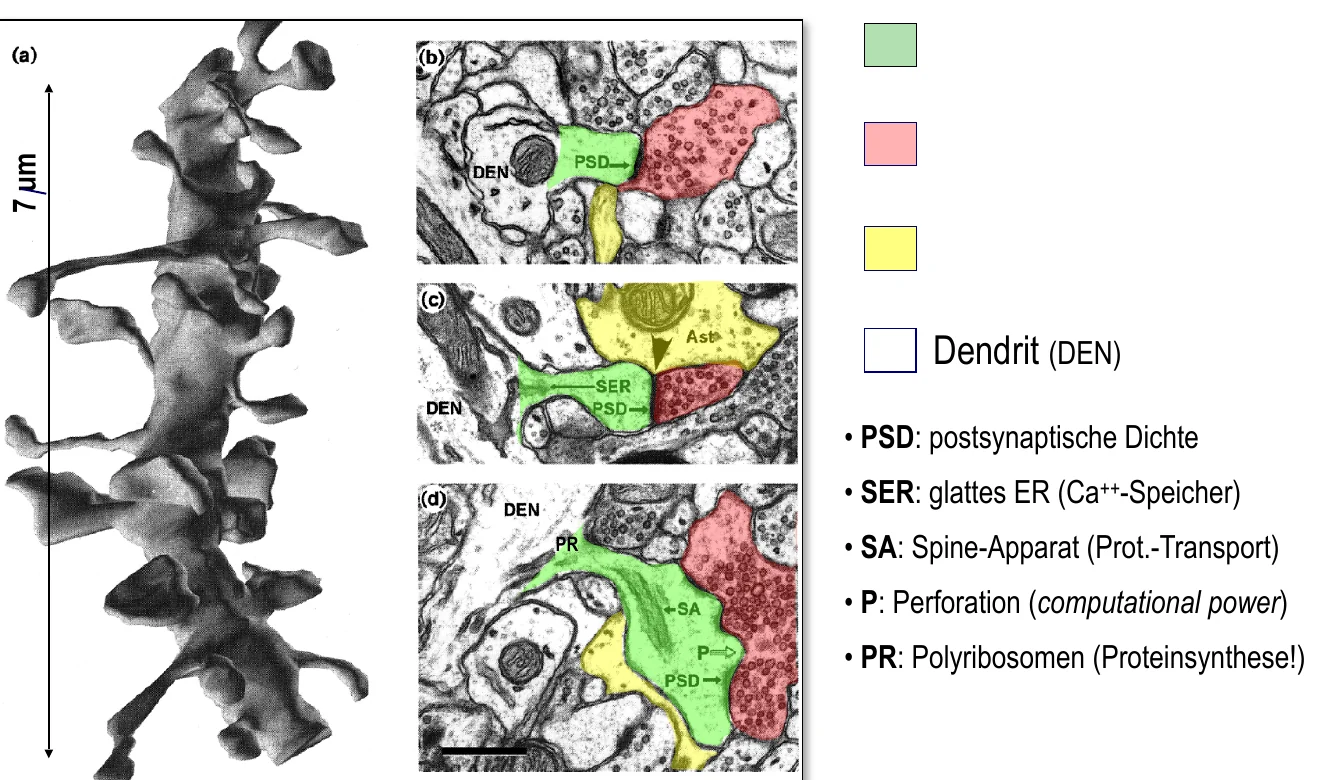 (a)
7 µm
(b)
DEN
PSD
(c)
Ast
SER
DEN
PSD
(d)
DEN
PR
SA
P
PSD
Dendrit (DEN)
• PSD: postsynaptische Dichte
• SER: glattes ER (Ca⁺⁺-Speicher)
• SA: Spine-Apparat (Prot.-Transport)
• P: Perforation (computational power)
• PR: Polyribosomen (Proteinsynthese!)